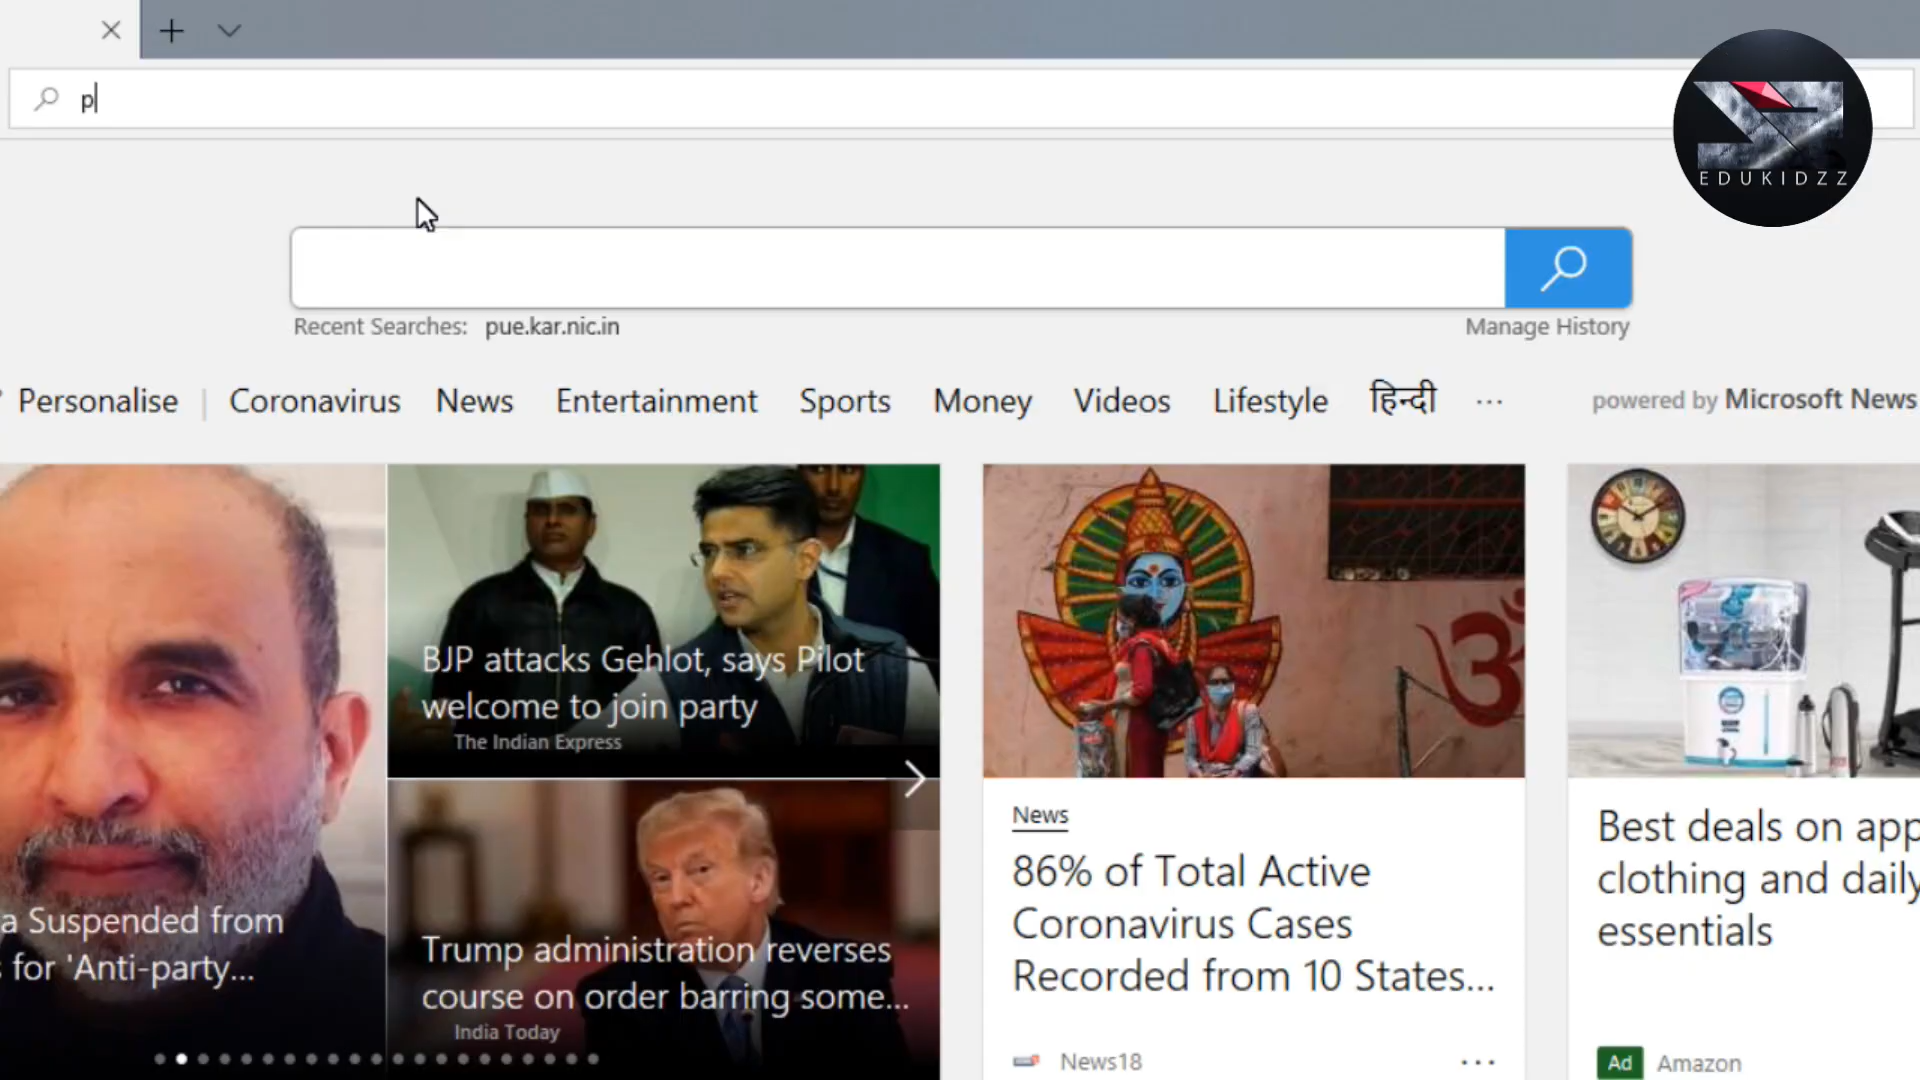 p
EDUKIDZZ
Recent Searches: pue.kar.nic.in
Manage History
Personalise | Coronavirus News Entertainment Sports Money Videos Lifestyle हिन्दी ...
powered by Microsoft News
a Suspended from
for 'Anti-party...
BJP attacks Gehlot, says Pilot
welcome to join party
The Indian Express
Trump administration reverses
course on order barring some...
India Today
News
86% of Total Active
Coronavirus Cases
Recorded from 10 States...
News18
Best deals on app
clothing and daily
essentials
Ad Amazon